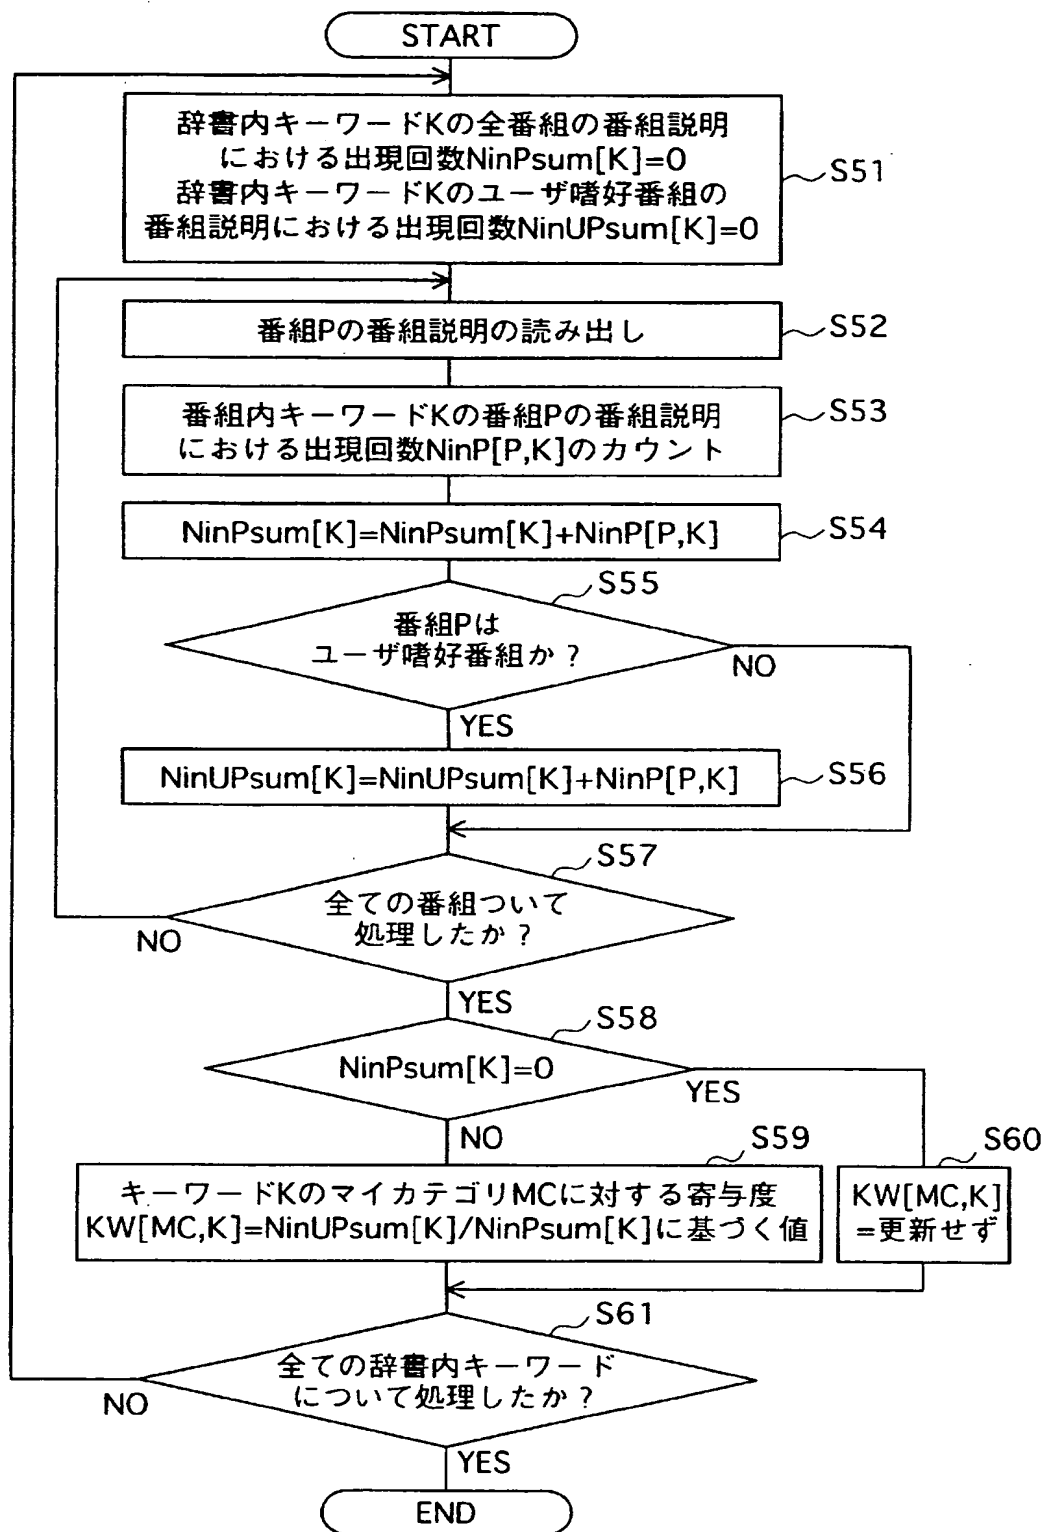 START
辞書内キーワードKの全番組の番組説明
における出現回数NinPsum[K]=0
辞書内キーワードKのユーザ嗜好番組の
番組説明における出現回数NinUPsum[K]=0
S51
番組Pの番組説明の読み出し
S52
番組内キーワードKの番組Pの番組説明
における出現回数NinP[P,K]のカウント
S53
NinPsum[K]=NinPsum[K]+NinP[P,K]
S54
S55
番組Pは
ユーザ嗜好番組か？
NO
YES
NinUPsum[K]=NinUPsum[K]+NinP[P,K]
S56
S57
全ての番組ついて
処理したか？
NO
YES
S58
NinPsum[K]=0
YES
NO
S59
キーワードKのマイカテゴリMCに対する寄与度
KW[MC,K]=NinUPsum[K]/NinPsum[K]に基づく値
S60
KW[MC,K]
=更新せず
S61
全ての辞書内キーワード
について処理したか？
NO
YES
END